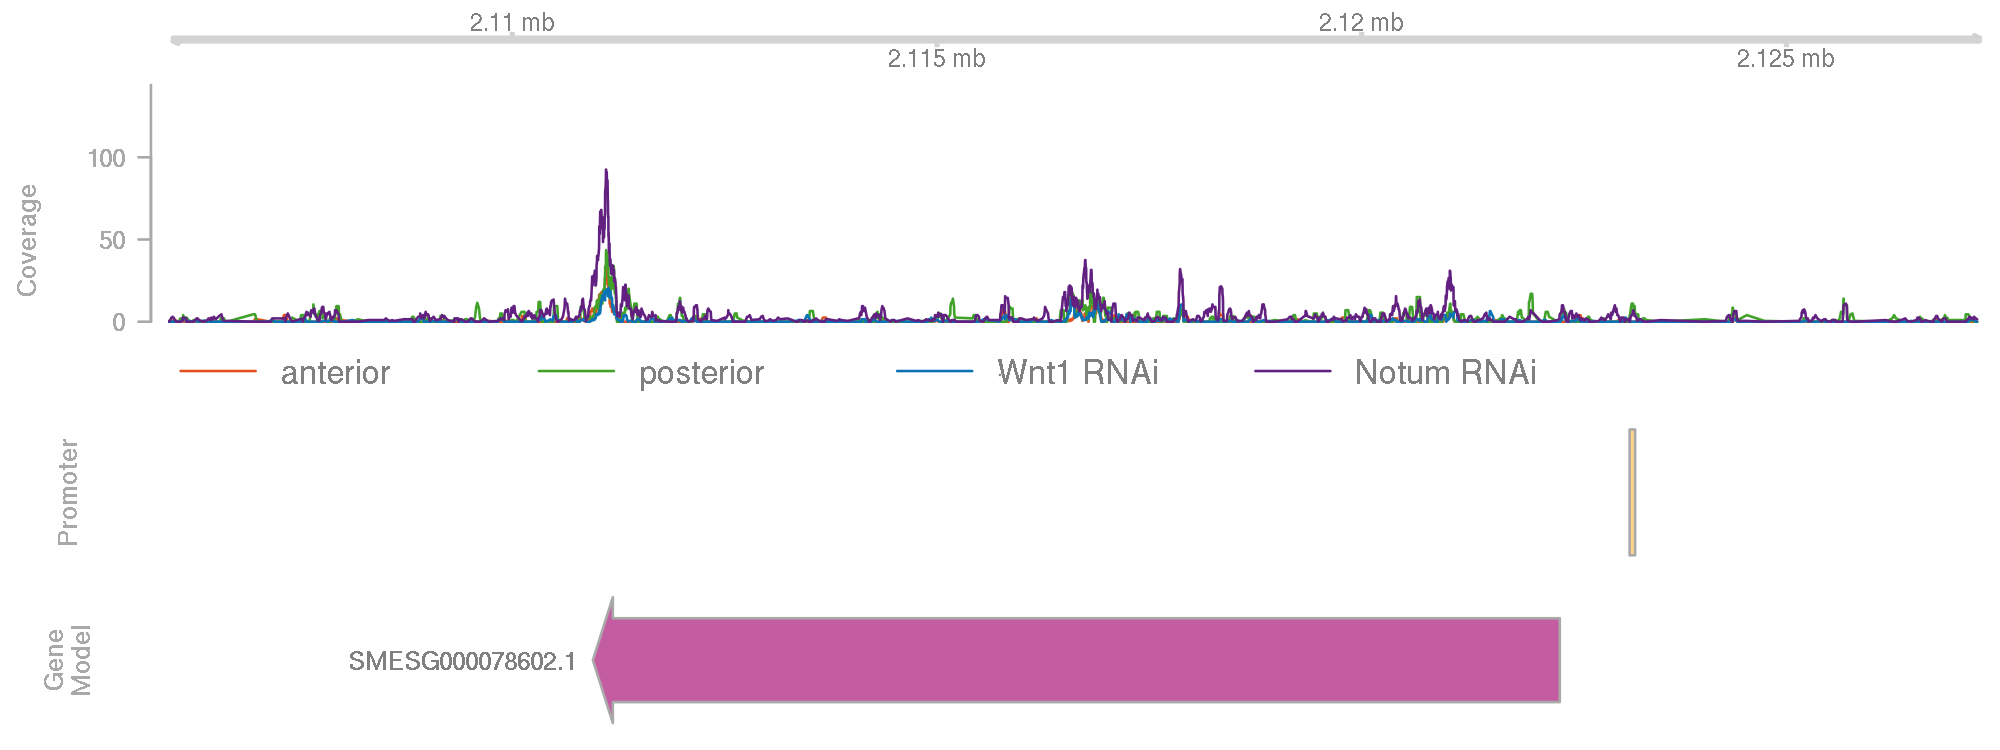 2.11 mb
2.12 mb
2.115 mb
2.125 mb
Coverage
100
50
0
anterior
posterior
Wnt1 RNAi
Notum RNAi
Promoter
Gene
Model
SMESG000078602.1